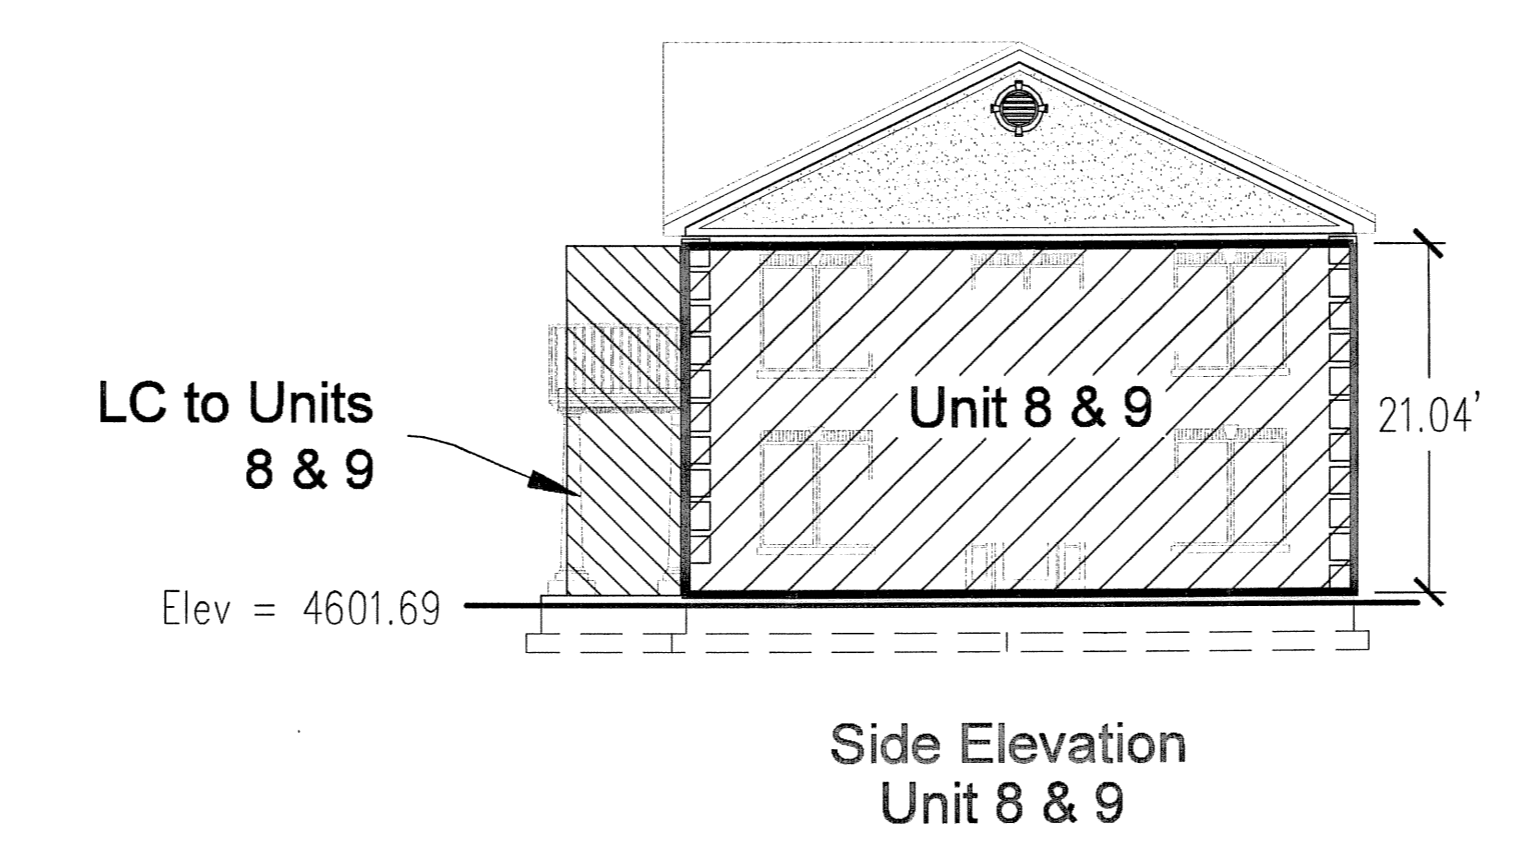 Unit 8 & 9
LC to Units
8 & 9
21.04'
Elev = 4601.69
Side Elevation
Unit 8 & 9